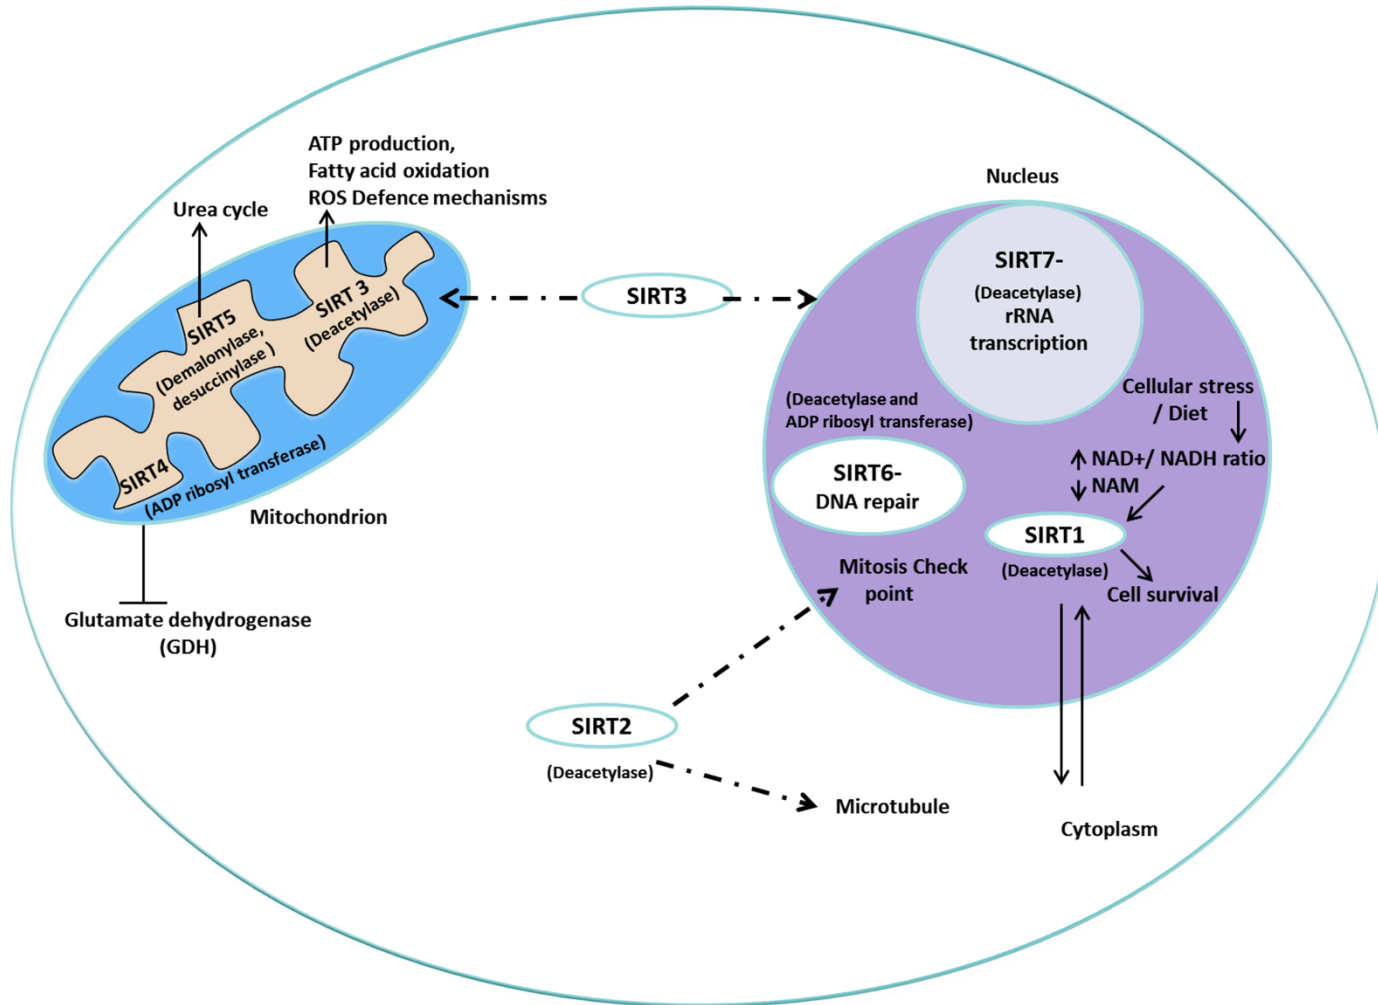 ATP production,
Fatty acid oxidation
ROS Defence mechanisms
Urea cycle
SIRT5
(Demalonylase,
desuccinylase )
SIRT 3
(Deacetylase)
SIRT4
(ADP ribosyl transferase)
Mitochondrion
Glutamate dehydrogenase
(GDH)
SIRT3
Nucleus
SIRT7-
(Deacetylase)
rRNA
transcription
Cellular stress
/ Diet
NAD+/ NADH ratio
NAM
(Deacetylase and
ADP ribosyl transferase)
SIRT6-
DNA repair
SIRT1
(Deacetylase)
Cell survival
Mitosis Check
point
SIRT2
(Deacetylase)
Microtubule
Cytoplasm